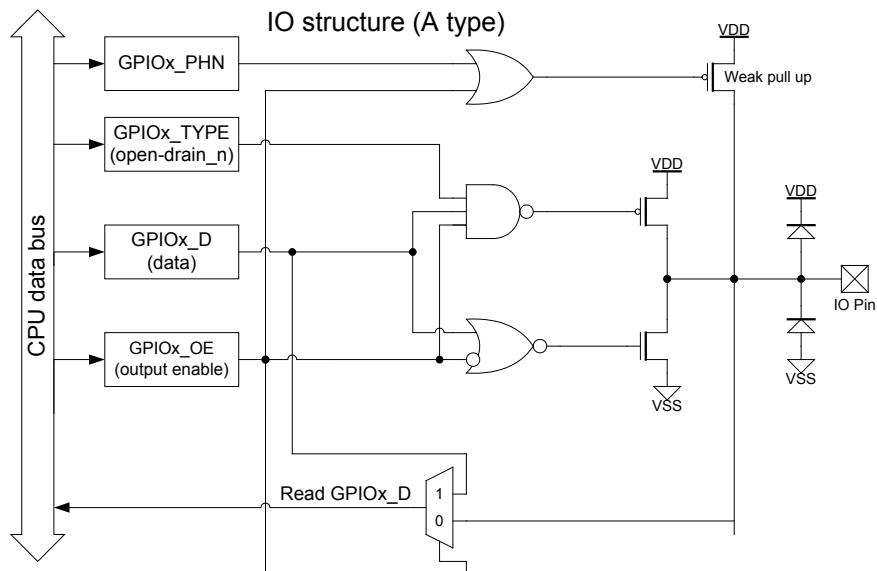 IO structure (A type)
VDD
GPIOx_PHN
Weak pull up
GPIOx_TYPE
(open-drain_n)
VDD
VDD
GPIOx_D
(data)
CPU data bus
IO Pin
GPIOx_OE
(output enable)
VSS
VSS
Read GPIOx_D
1
0